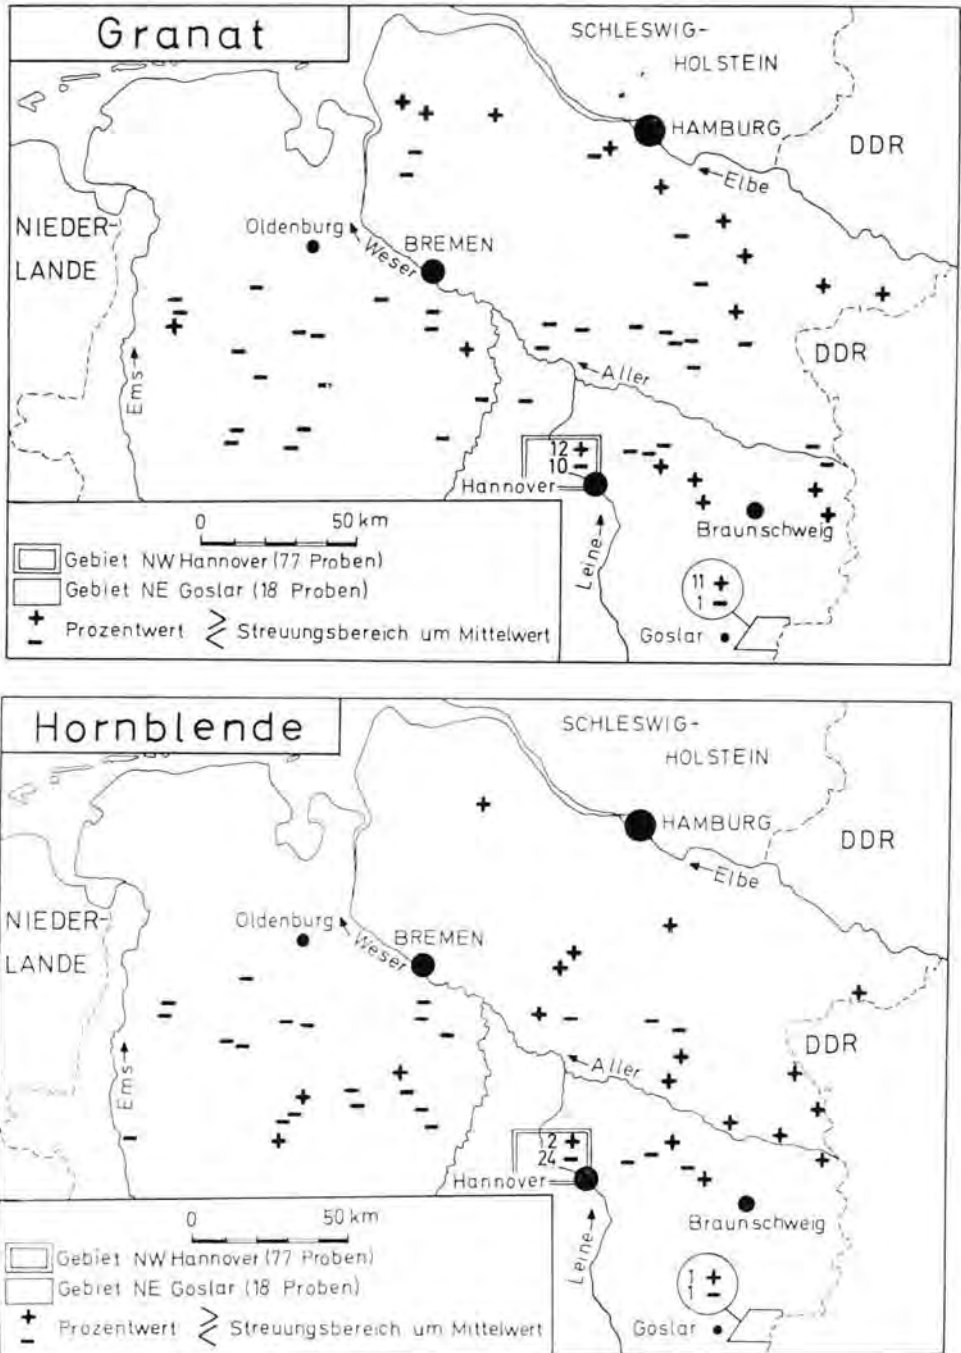 Granat
SCHLESWIG-
HOLSTEIN
HAMBURG
DDR
Elbe
NIEDER-
LANDE
Oldenburg
Weser
BREMEN
DDR
Ems
Aller
12 +
10 -
Hannover
Braunschweig
Leine
11 +
1 -
Goslar
0 50 km
Gebiet NW Hannover (77 Proben)
Gebiet NE Goslar (18 Proben)
+ > 
- Prozentwert < Streuungsbereich um Mittelwert
Hornblende
SCHLESWIG-
HOLSTEIN
HAMBURG
DDR
Elbe
NIEDER-
LANDE
Oldenburg
Weser
BREMEN
DDR
Ems
Aller
2 +
24 -
Hannover
Braunschweig
Leine
1 +
1 -
Goslar
0 50 km
Gebiet NW Hannover (77 Proben)
Gebiet NE Goslar (18 Proben)
+ >
- Prozentwert < Streuungsbereich um Mittelwert